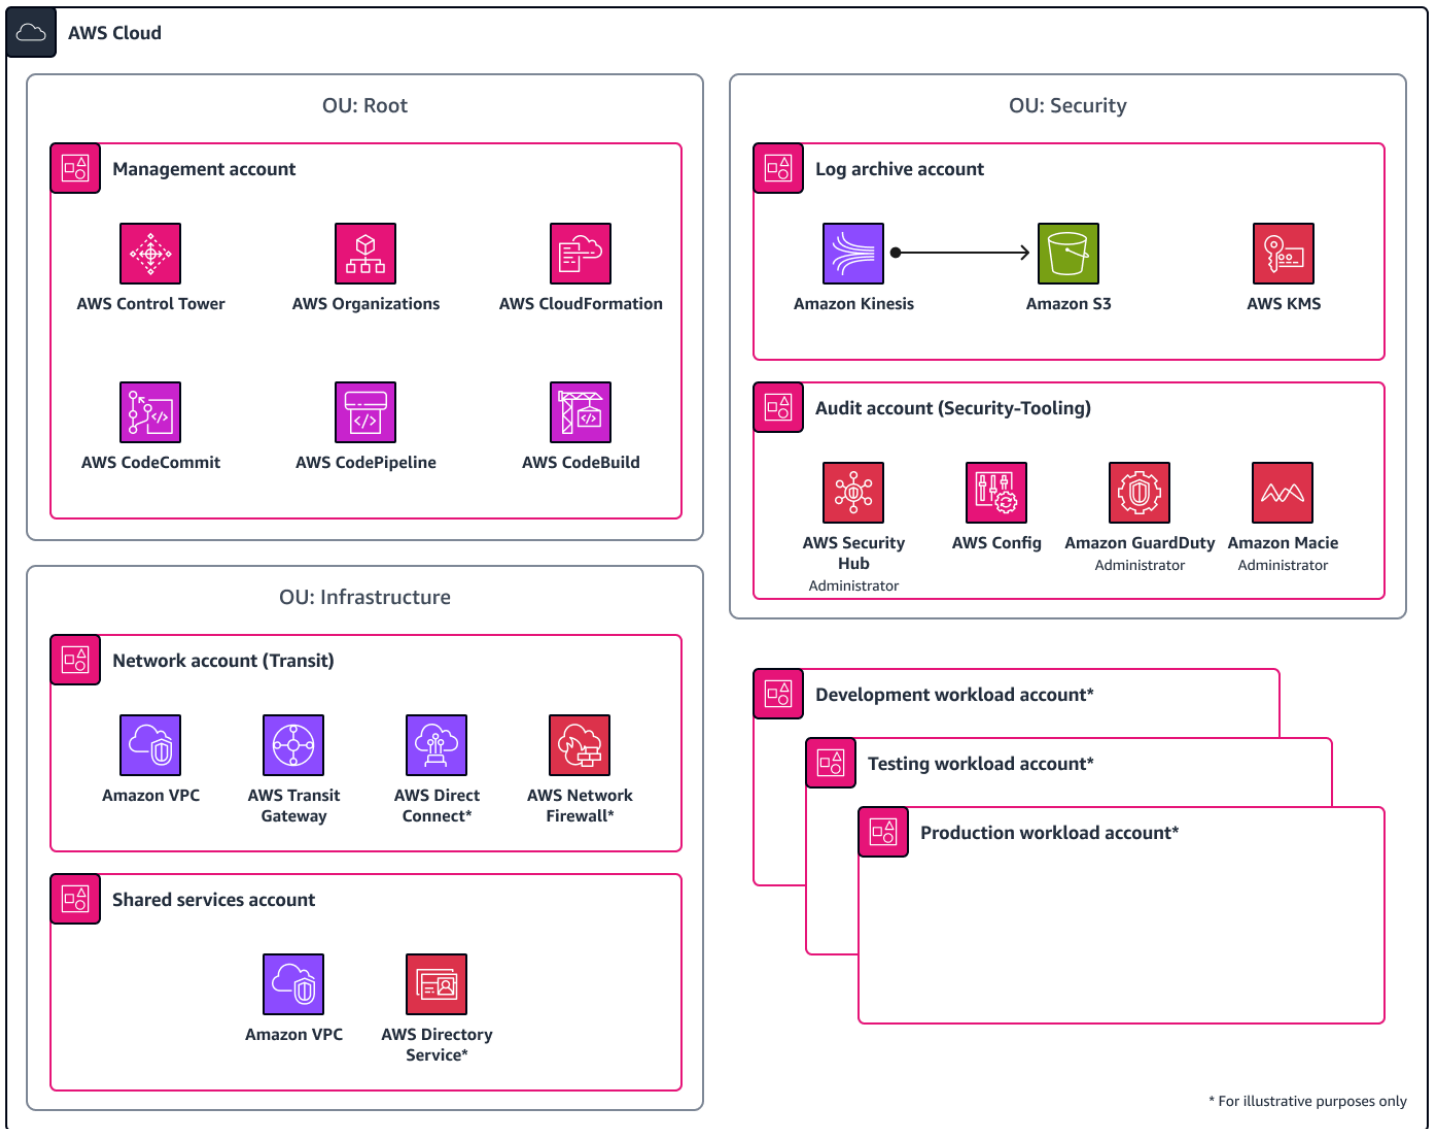 AWS Cloud
OU: Root
Management account
AWS Control Tower
AWS Organizations
AWS CloudFormation
AWS CodeCommit
AWS CodePipeline
AWS CodeBuild
OU: Security
Log archive account
Amazon Kinesis
Amazon S3
AWS KMS
Audit account (Security-Tooling)
AWS Security
Hub
Administrator
AWS Config
Amazon GuardDuty
Administrator
Amazon Macie
Administrator
OU: Infrastructure
Network account (Transit)
Amazon VPC
AWS Transit
Gateway
AWS Direct
Connect*
AWS Network
Firewall*
Shared services account
Amazon VPC
AWS Directory
Service*
Development workload account*
Testing workload account*
Production workload account*
* For illustrative purposes only